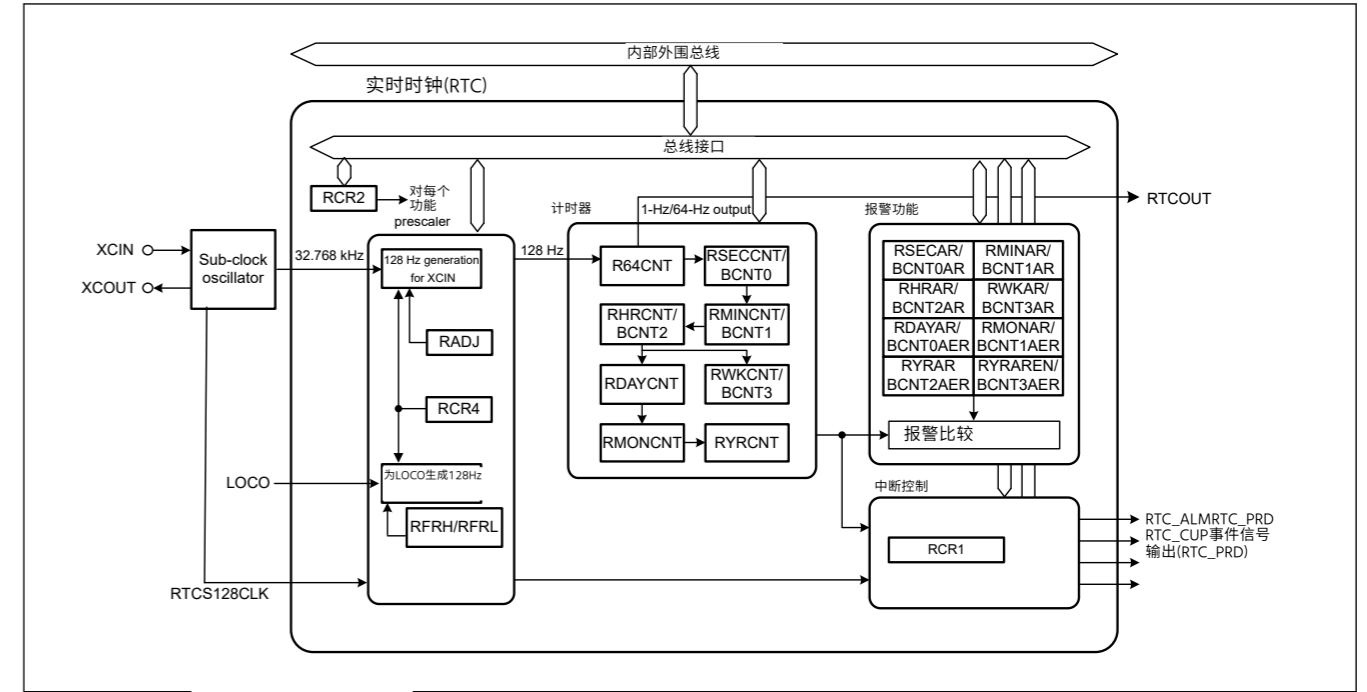 内部外围总线
实时时钟(RTC)
总线接口
RCR2
对每个
功能
prescaler
计时器
1-Hz/64-Hz output
报警功能
RTCOUT
XCIN
XCOUT
Sub-clock
oscillator
32.768 kHz
128 Hz generation
for XCIN
128 Hz
R64CNT
RSECCNT/
BCNT0
RHRCNT/
BCNT2
RMINCNT/
BCNT1
RDAYCNT
RWKCNT/
BCNT3
RMONCNT
RYRCNT
RADJ
RCR4
LOCO
为LOCO生成128Hz
RFRH/RFRL
RTCS128CLK
RSECAR/
BCNT0AR
RMINAR/
BCNT1AR
RHRAR/
BCNT2AR
RWKAR/
BCNT3AR
RDAYAR/
BCNT0AER
RMONAR/
BCNT1AER
RYRAR
BCNT2AER
RYRAREN/
BCNT3AER
报警比较
中断控制
RCR1
RTC_ALMRTC_PRD
RTC_CUP事件信号
输出(RTC_PRD)